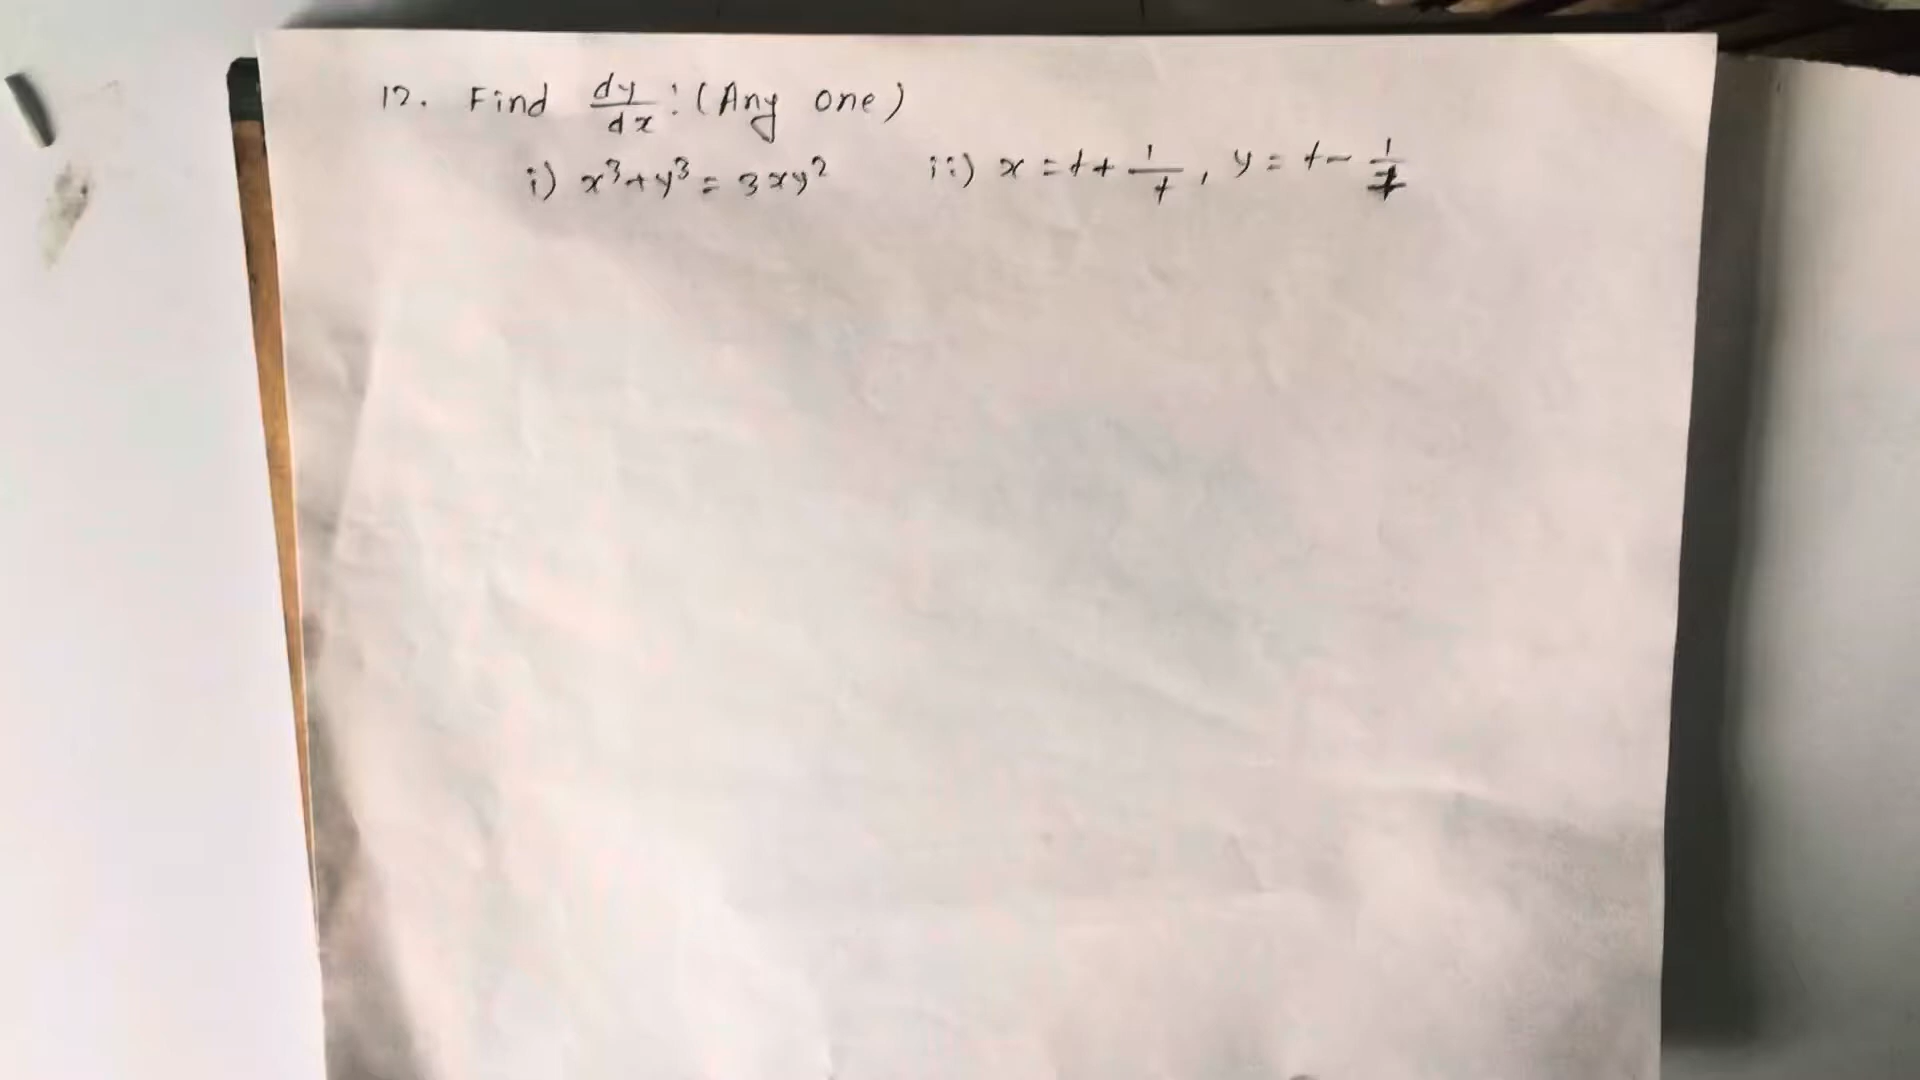 12. Find dy/dx : (Any one)
i) x³+y³ = 3xy² ii) x = t + 1/t, y = t - 1/t